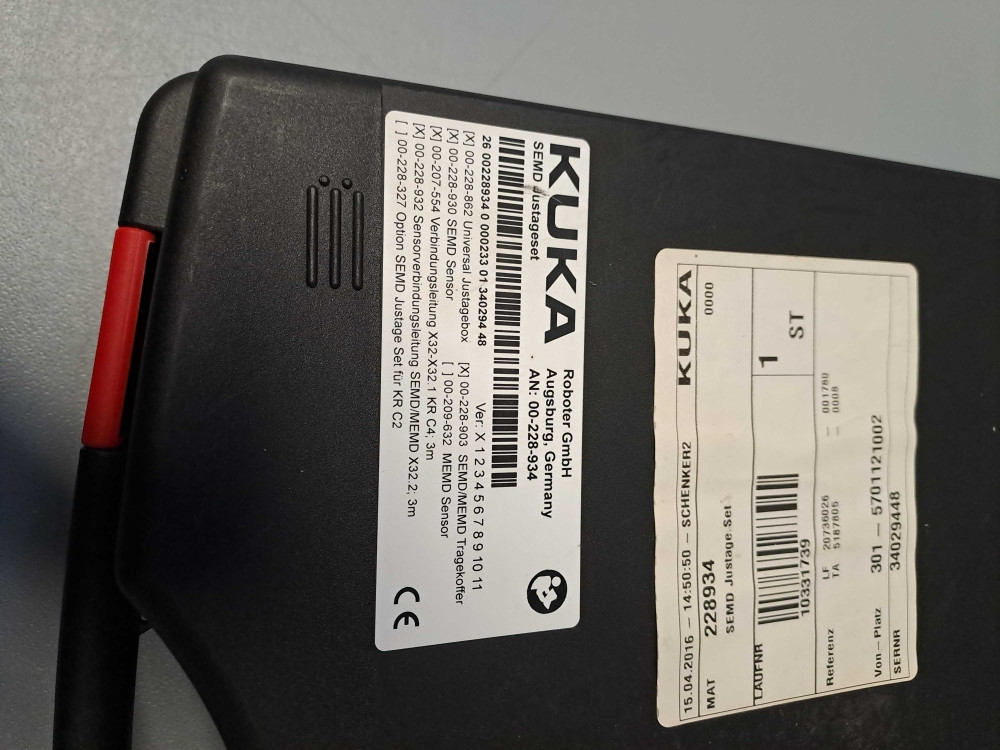 KUKA
Roboter GmbH
Augsburg, Germany
SEMD Justageset
AN: 00-228-934
26 00228934 0 000233 01 340294 48
Ver: X 1 2 3 4 5 6 7 8 9 10 11
[X] 00-228-862 Universal Justagebox
[X] 00-228-903 SEMD/MEMD Tragekoffer
[X] 00-228-930 SEMD Sensor
[ ] 00-209-632 MEMD Sensor
[X] 00-207-554 Verbindungsleitung X32-X32.1 KR C4; 3m
[X] 00-228-932 Sensorverbindungsleitung SEMD/MEMD X32.2; 3m
[ ] 00-228-327 Option SEMD Justage Set für KR C2
CE
15.04.2016 – 14:50:50 – SCHENKER2
KUKA
MAT
0000
228934
SEMD Justage.Set
LAUFNR
1
ST
10331739
Referenz
LF 20736026 – 001780
TA 5187805 – 0008
Von–Platz 301 – 5701121002
SERNR 34029448